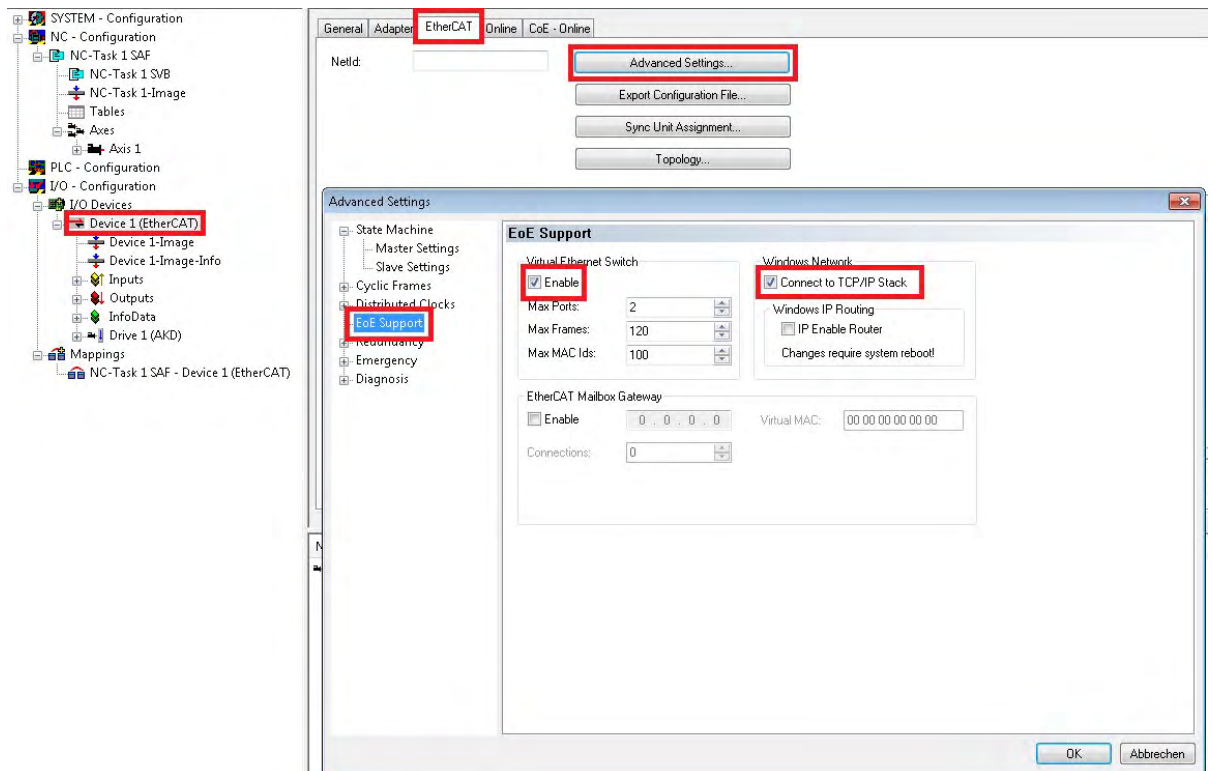 SYSTEM - Configuration
NC - Configuration
NC-Task 1 SAF
NC-Task 1 SVB
NC-Task 1-Image
Tables
Axes
Axis 1
PLC - Configuration
I/O - Configuration
I/O Devices
Device 1 (EtherCAT)
Device 1-Image
Device 1-Image-Info
Inputs
Outputs
InfoData
Drive 1 (AKD)
Mappings
NC-Task 1 SAF - Device 1 (EtherCAT)
General Adapter EtherCAT Online CoE - Online
NetId:
Advanced Settings...
Export Configuration File...
Sync Unit Assignment...
Topology...
Advanced Settings
State Machine
Master Settings
Slave Settings
Cyclic Frames
Distributed Clocks
EoE Support
Redundancy
Emergency
Diagnosis
EoE Support
Virtual Ethernet Switch
Enable
Max Ports: 2
Max Frames: 120
Max MAC Ids: 100
Windows Network
Connect to TCP/IP Stack
Windows IP Routing
IP Enable Router
Changes require system reboot!
EtherCAT Mailbox Gateway
Enable 0 . 0 . 0 . 0 Virtual MAC: 00 00 00 00 00 00
Connections: 0
OK Abbrechen